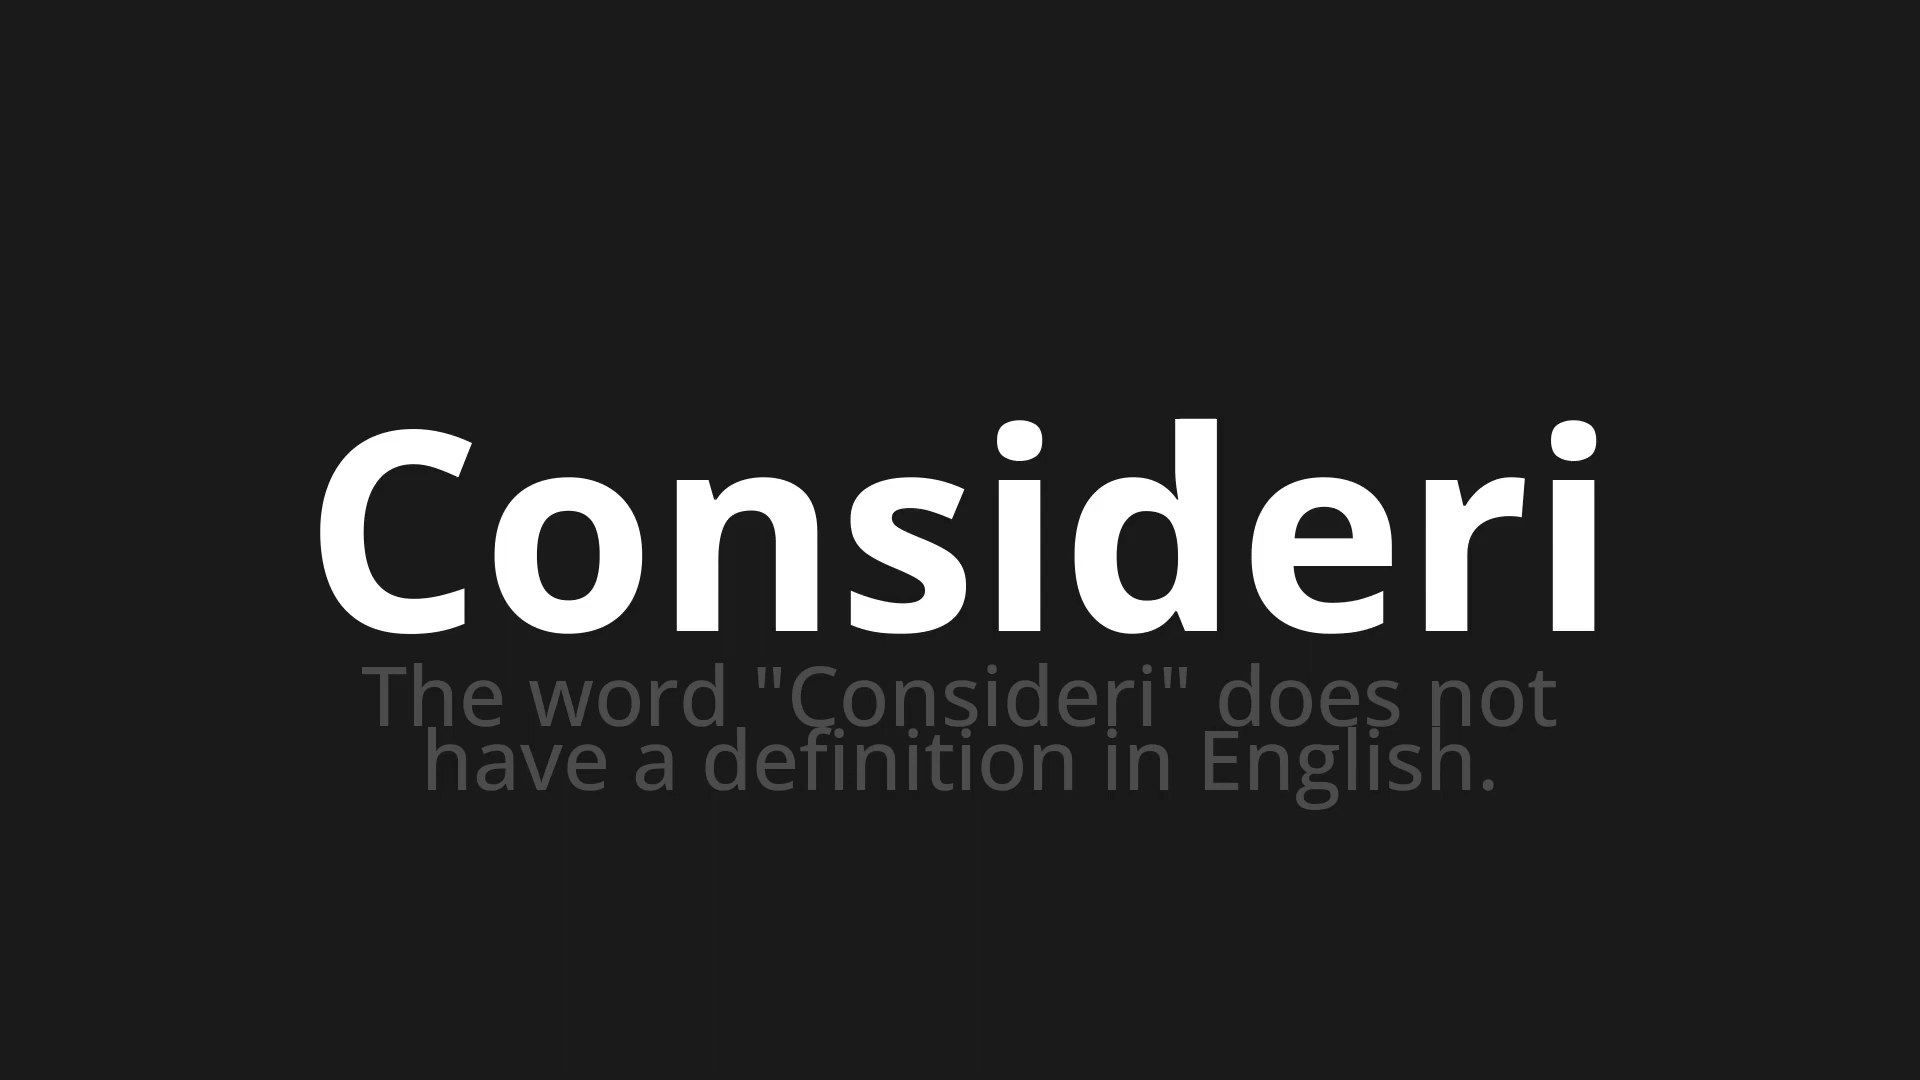 Consideri
The word "Consideri" does not
have a definition in English.